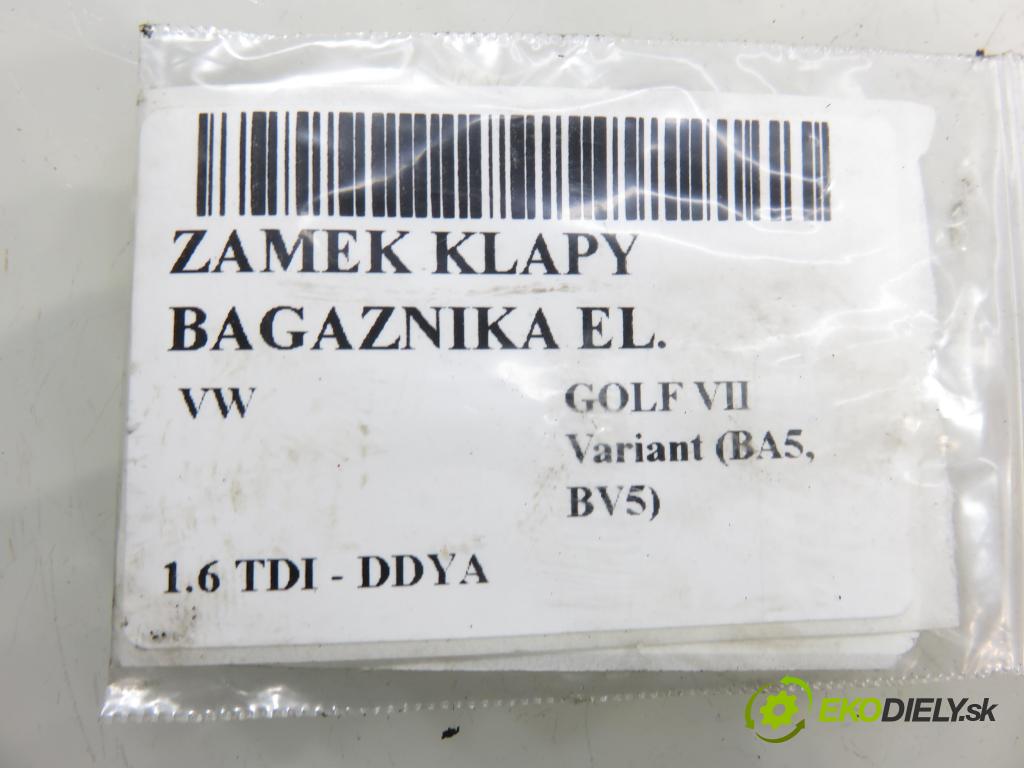 ZAMEK KLAPY
BAGAZNIKA EL.
VW
GOLF VII
Variant (BA5,
BV5)
1.6 TDI - DDYA
EKODIELY.sk